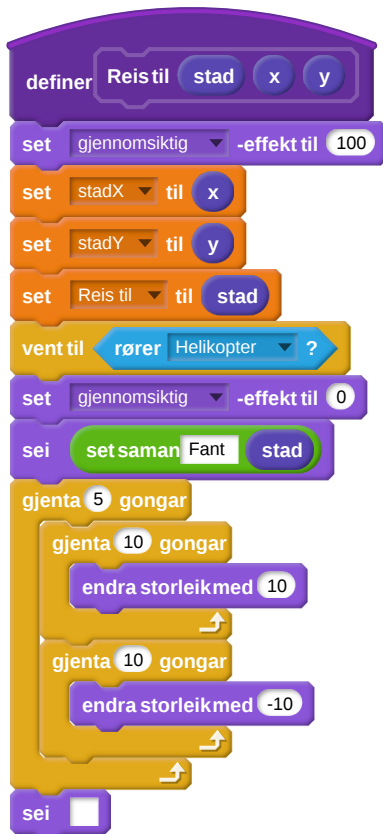 definer Reis til stad x y
set gjennomsiktig -effekt til 100
set stadX til x
set stadY til y
set Reis til til stad
vent til rører Helikopter ?
set gjennomsiktig -effekt til 0
sei set saman Fant stad
gjenta 5 gongar
gjenta 10 gongar
endra storleik med 10
gjenta 10 gongar
endra storleik med -10
sei